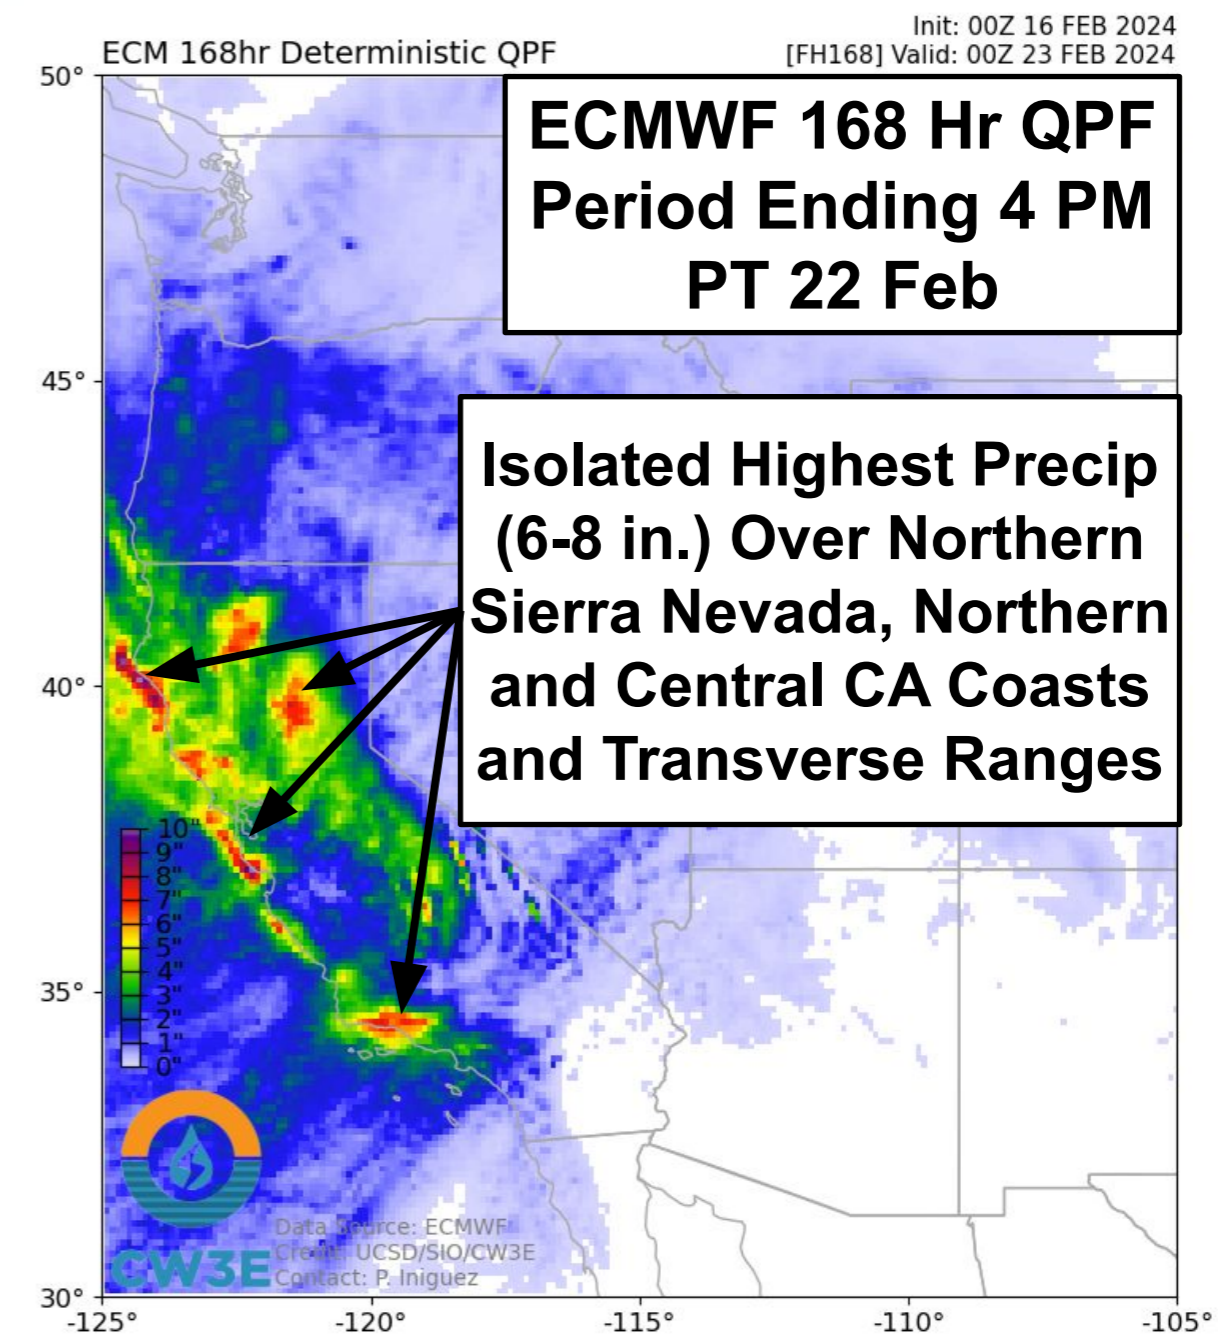 Init: 00Z 16 FEB 2024
ECM 168hr Deterministic QPF
[FH168] Valid: 00Z 23 FEB 2024
50°
ECMWF 168 Hr QPF
Period Ending 4 PM
PT 22 Feb
45°
Isolated Highest Precip
(6-8 in.) Over Northern
Sierra Nevada, Northern
and Central CA Coasts
and Transverse Ranges
40°
10"
9"
8"
7"
6"
5"
4"
3"
2"
1"
0"
35°
Data Source: ECMWF
Credit: UCSD/SIO/CW3E
Contact: P. Iniguez
CW3E
30°
-125°
-120°
-115°
-110°
-105°